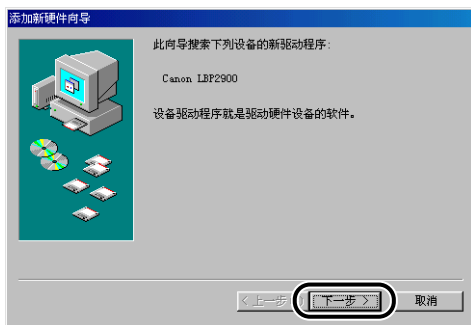 添加新硬件向导
此向导搜索下列设备的新驱动程序:
Canon LBP2900
设备驱动程序就是驱动硬件设备的软件。
< 上一步
下一步 >
取消